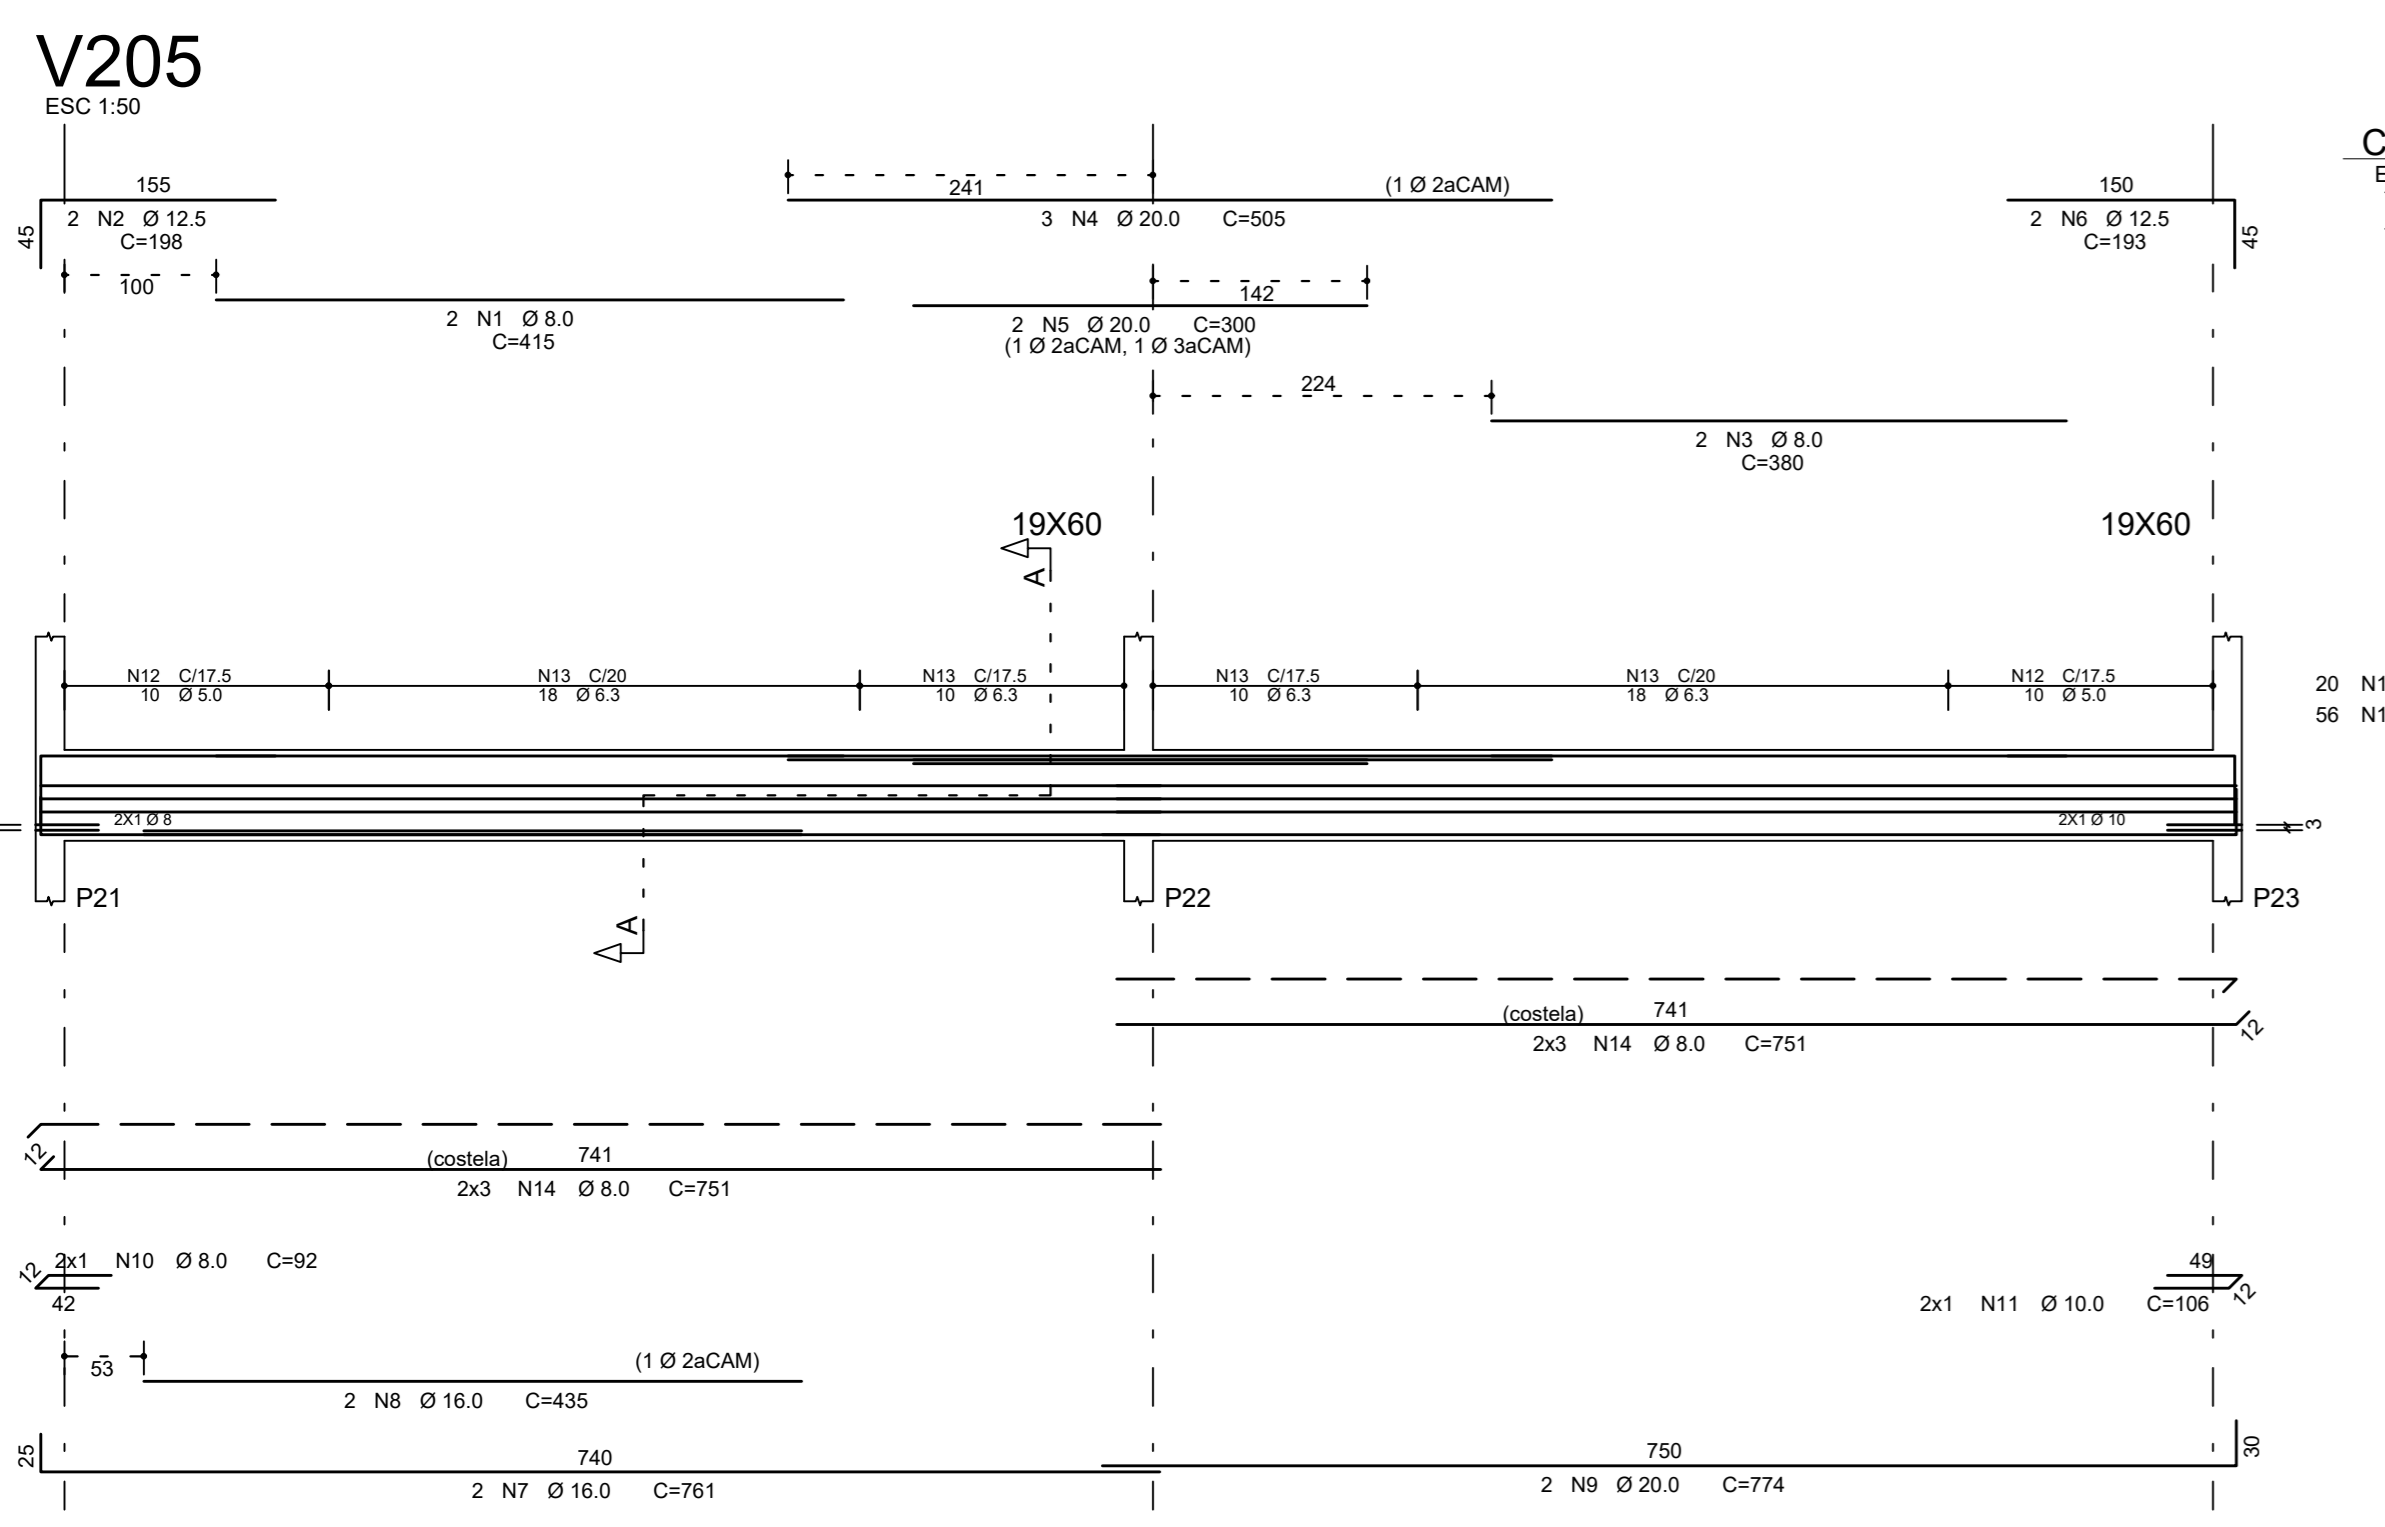 V205
ESC 1:50
155
45
2 N2 Ø 12.5
C=198
100
2 N1 Ø 8.0
C=415
241
(1 Ø 2aCAM)
3 N4 Ø 20.0 C=505
142
2 N5 Ø 20.0 C=300
(1 Ø 2aCAM, 1 Ø 3aCAM)
150
45
2 N6 Ø 12.5
C=193
224
2 N3 Ø 8.0
C=380
19X60
19X60
A
N12 C/17.5
10 Ø 5.0
N13 C/20
18 Ø 6.3
N13 C/17.5
10 Ø 6.3
N13 C/17.5
10 Ø 6.3
N13 C/20
18 Ø 6.3
N12 C/17.5
10 Ø 5.0
20 N1
56 N1
2X1 Ø 8
2X1 Ø 10
3
P21
P22
P23
A
(costela) 741
12
2x3 N14 Ø 8.0 C=751
12
(costela) 741
2x3 N14 Ø 8.0 C=751
2x1 N10 Ø 8.0 C=92
12
42
49
12
2x1 N11 Ø 10.0 C=106
53
(1 Ø 2aCAM)
2 N8 Ø 16.0 C=435
25
740
2 N7 Ø 16.0 C=761
750
30
2 N9 Ø 20.0 C=774